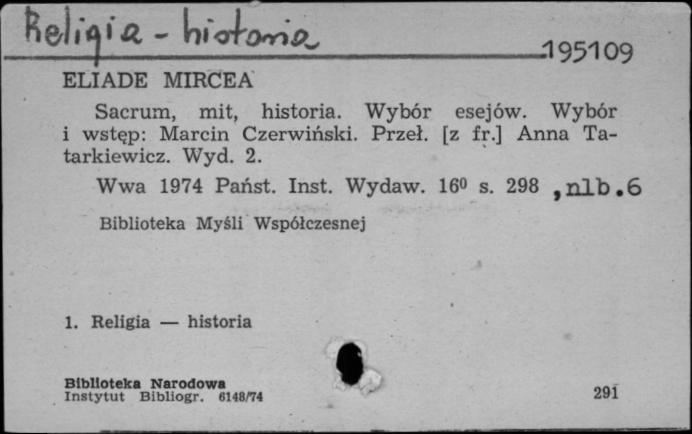 Religia - historia
195109
ELIADE MIRCEA
Sacrum, mit, historia. Wybór esejów. Wybór
i wstęp: Marcin Czerwiński. Przeł. [z fr.] Anna Ta-
tarkiewicz. Wyd. 2.
Wwa 1974 Państ. Inst. Wydaw. 16⁰ s. 298 , nlb.6
Biblioteka Myśli Współczesnej
1. Religia — historia
Biblioteka Narodowa
Instytut Bibliogr. 6148/74
291